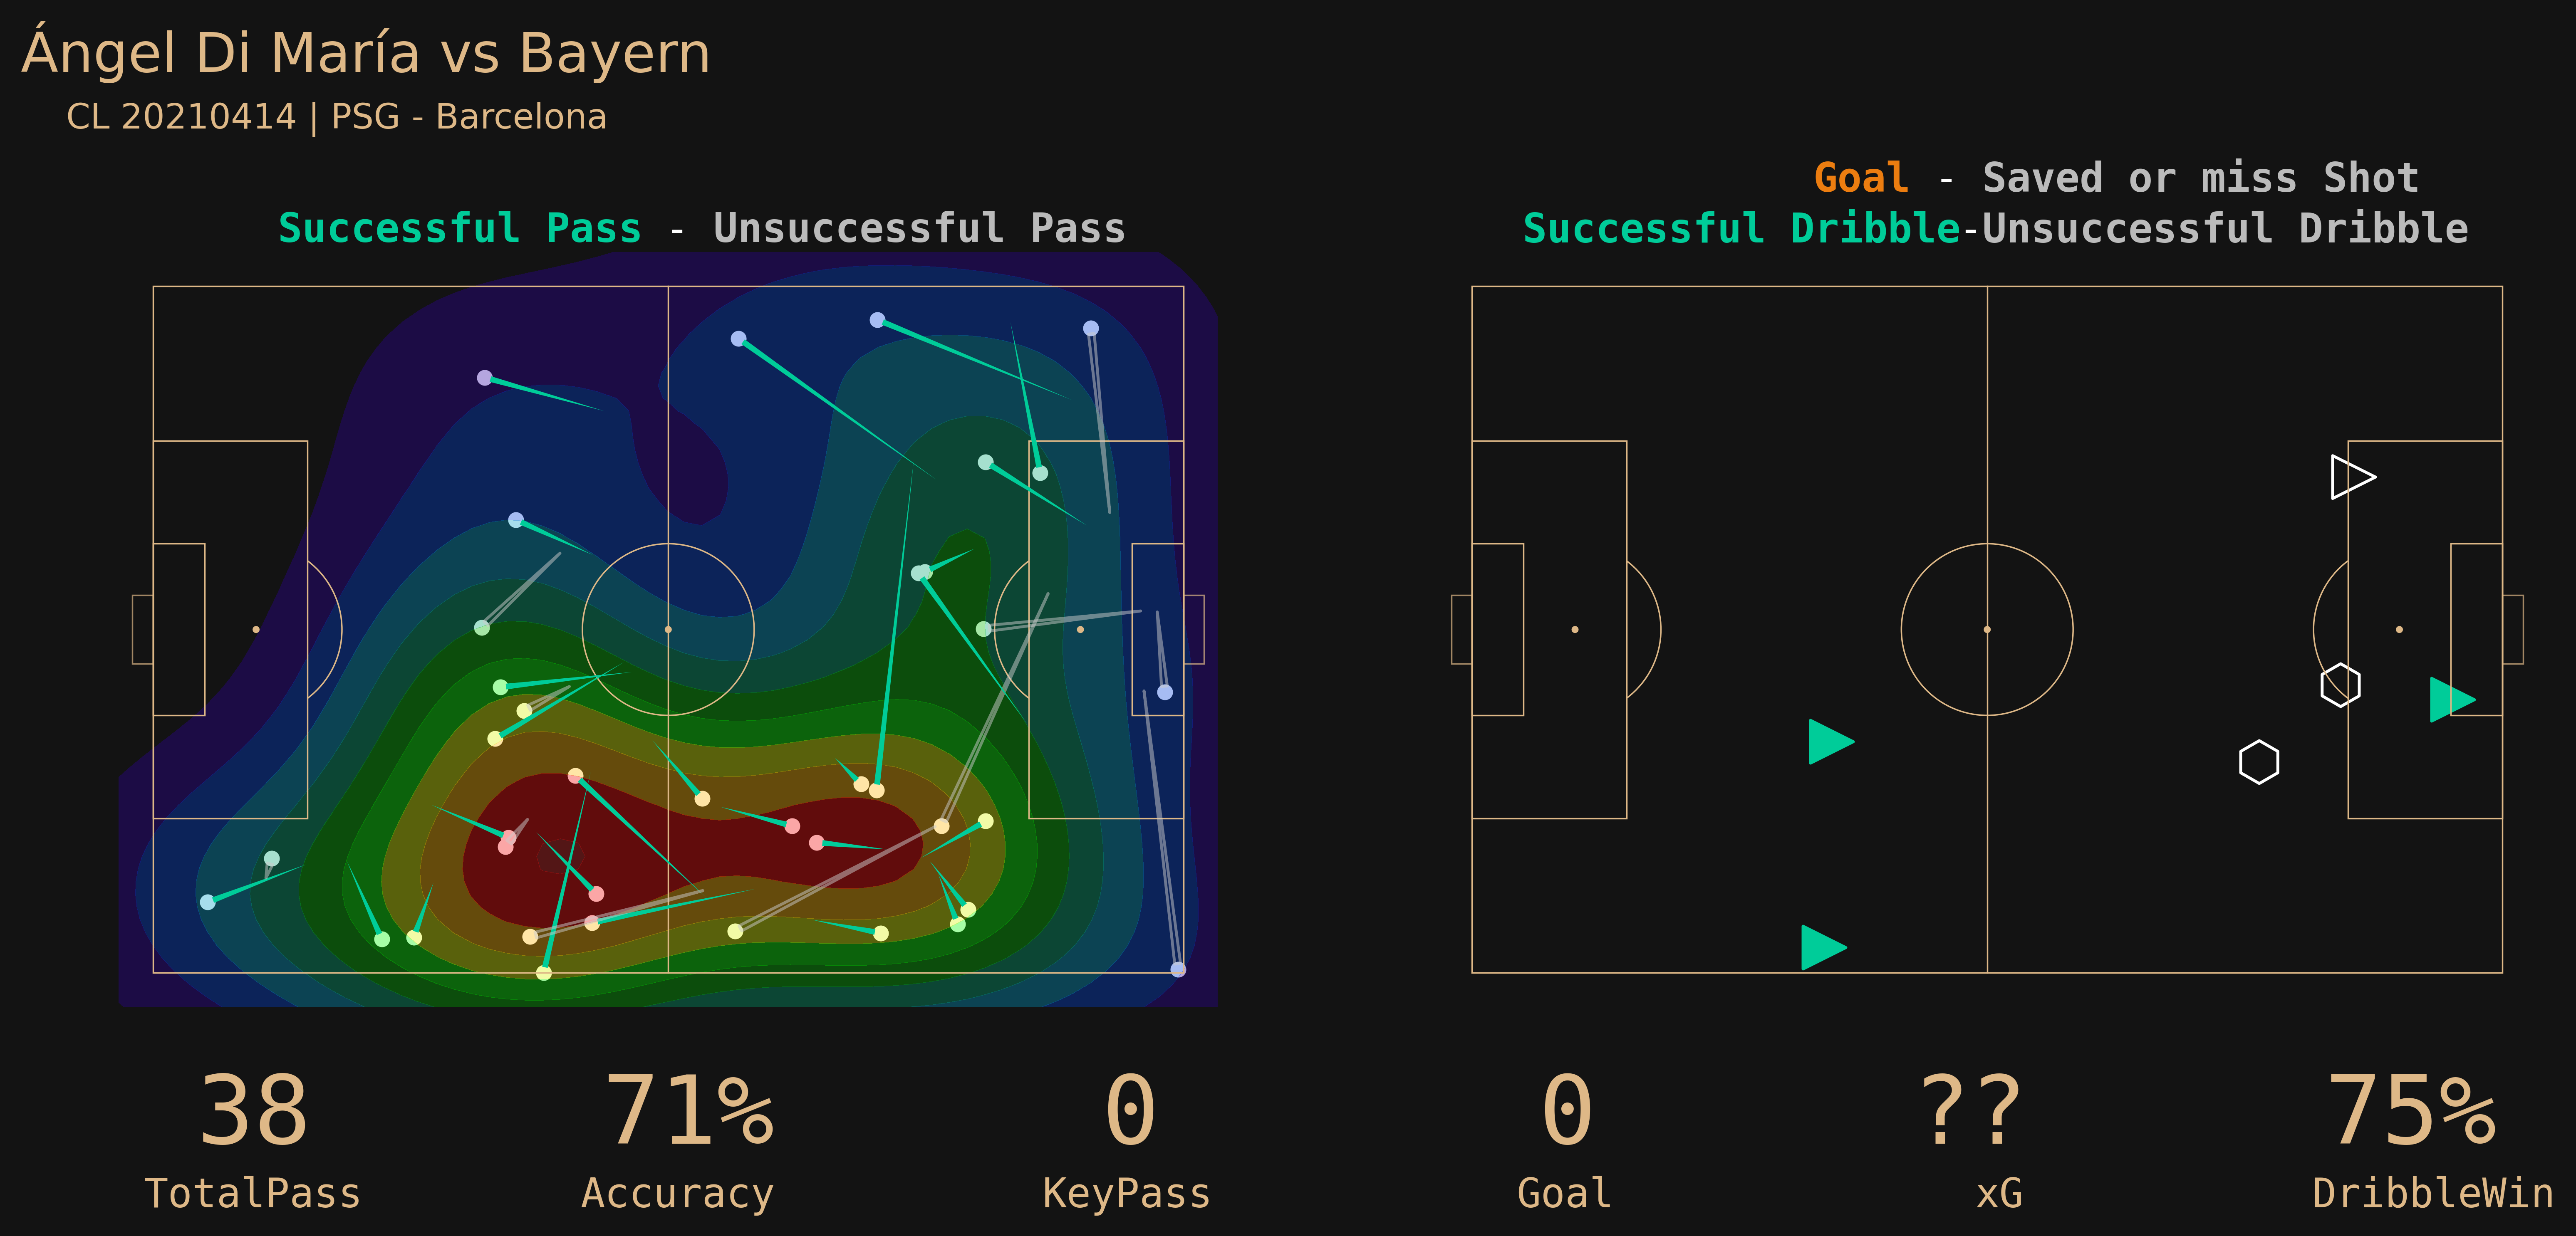 Ángel Di María vs Bayern
CL 20210414 | PSG - Barcelona
Goal - Saved or miss Shot
Successful Pass - Unsuccessful Pass
Successful Dribble-Unsuccessful Dribble
38
71%
0
0
??
75%
TotalPass
Accuracy
KeyPass
Goal
xG
DribbleWin